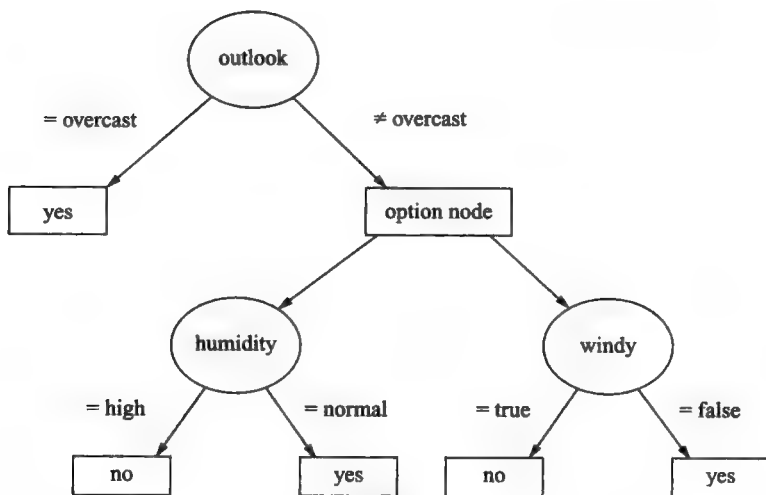 outlook
= overcast
≠ overcast
yes
option node
humidity
windy
= high
= normal
= true
= false
no
yes
no
yes